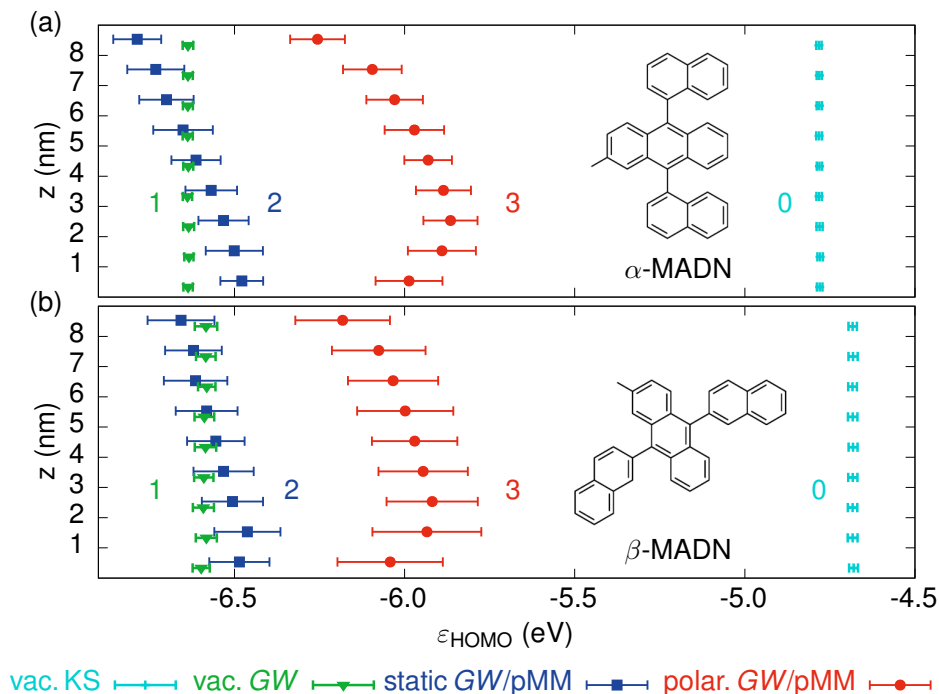 (a)
z (nm)
8
7
6
5
4
3
2
1
1
2
3
0
α-MADN
(b)
z (nm)
8
7
6
5
4
3
2
1
1
2
3
0
β-MADN
-6.5 -6.0 -5.5 -5.0 -4.5
εHOMO (eV)
vac. KS vac. GW static GW/pMM polar. GW/pMM